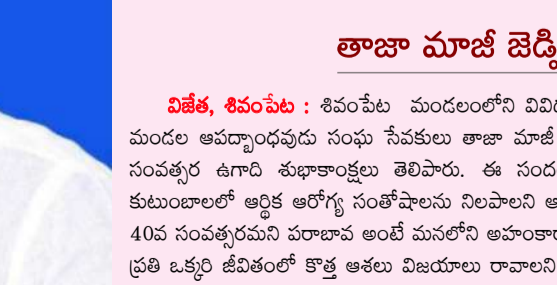 తాజా మాజీ జెడ్పి
విజేత, శివంపేట : శివంపేట మండలంలోని వివిధ
మండల ఆపద్బాంధవుడు సంఘ సేవకులు తాజా మాజీ
సంవత్సర ఉగాది శుభాకాంక్షలు తెలిపారు. ఈ సంద
కుటుంబాలలో ఆర్థిక ఆరోగ్య సంతోషాలను నిలపాలని ఆ
40వ సంవత్సరమని పరాబావ అంటే మనలోని అహంకార
ప్రతి ఒక్కరి జీవితంలో కొత్త ఆశలు విజయాలు రావాలని